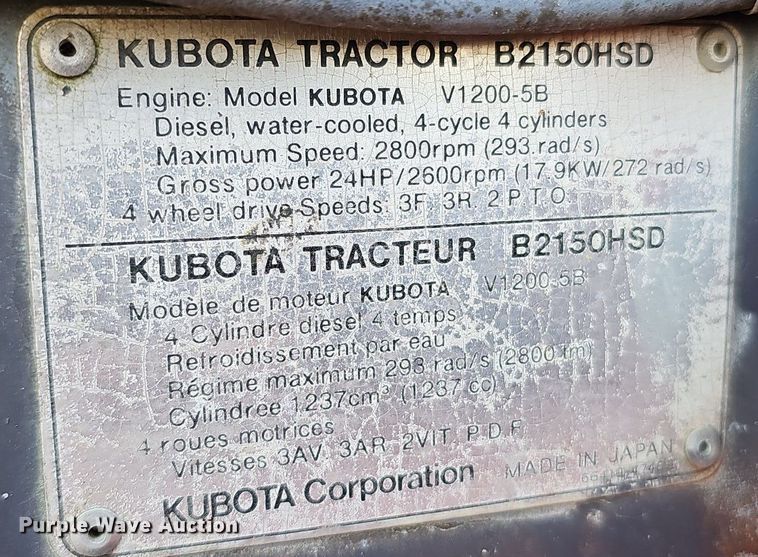 KUBOTA TRACTOR B2150HSD
Engine: Model KUBOTA V1200-5B
Diesel, water-cooled, 4-cycle 4 cylinders
Maximum Speed: 2800rpm (293 rad/s)
Gross power 24HP/2600rpm (17.9KW/272 rad/s)
4 wheel drive-Speeds: 3F. 3R. 2 P.T.O.
KUBOTA TRACTEUR B2150HSD
Modèle de moteur KUBOTA V1200-5B
4 Cylindre diesel 4 temps
Retroidissement par eau
Régime maximum 293 rad/s (2800 tm)
Cylindree 1237cm³ (1237 cc)
4 roues motrices
Vitesses 3AV. 3AR. 2VIT. P.D.F.
KUBOTA Corporation MADE IN JAPAN
Purple Wave Auction